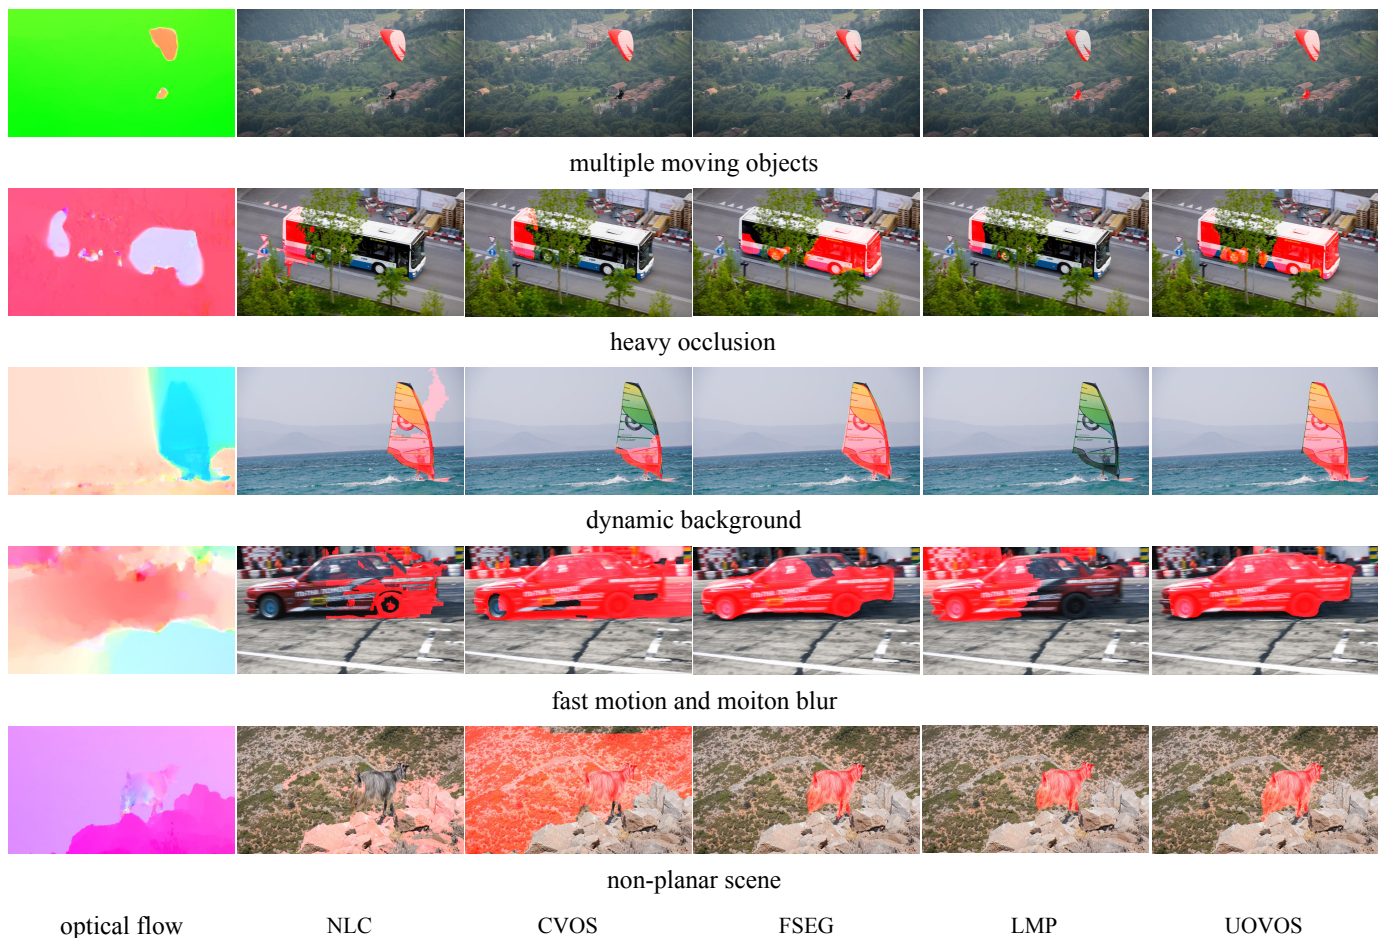 multiple moving objects
heavy occlusion
dynamic background
fast motion and moiton blur
non-planar scene
optical flow NLC CVOS FSEG LMP UOVOS